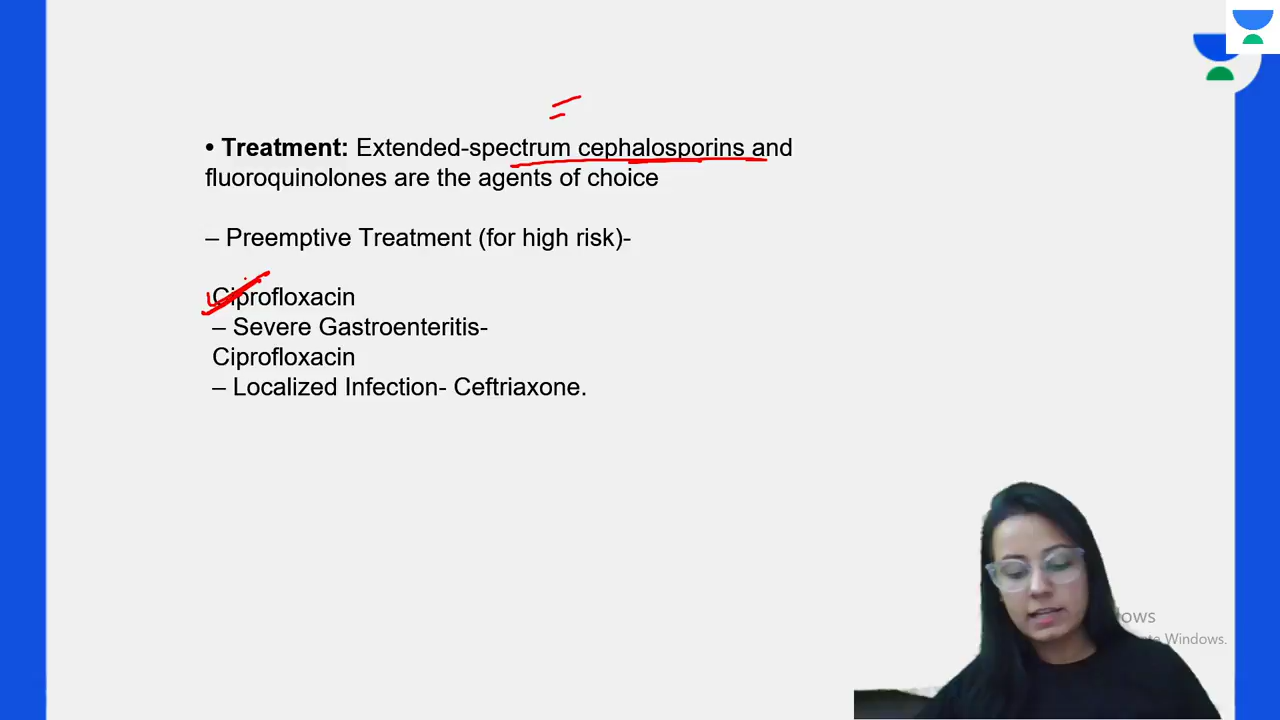 • Treatment: Extended-spectrum cephalosporins and
fluoroquinolones are the agents of choice
– Preemptive Treatment (for high risk)-
Ciprofloxacin
– Severe Gastroenteritis-
Ciprofloxacin
– Localized Infection- Ceftriaxone.
Windows.